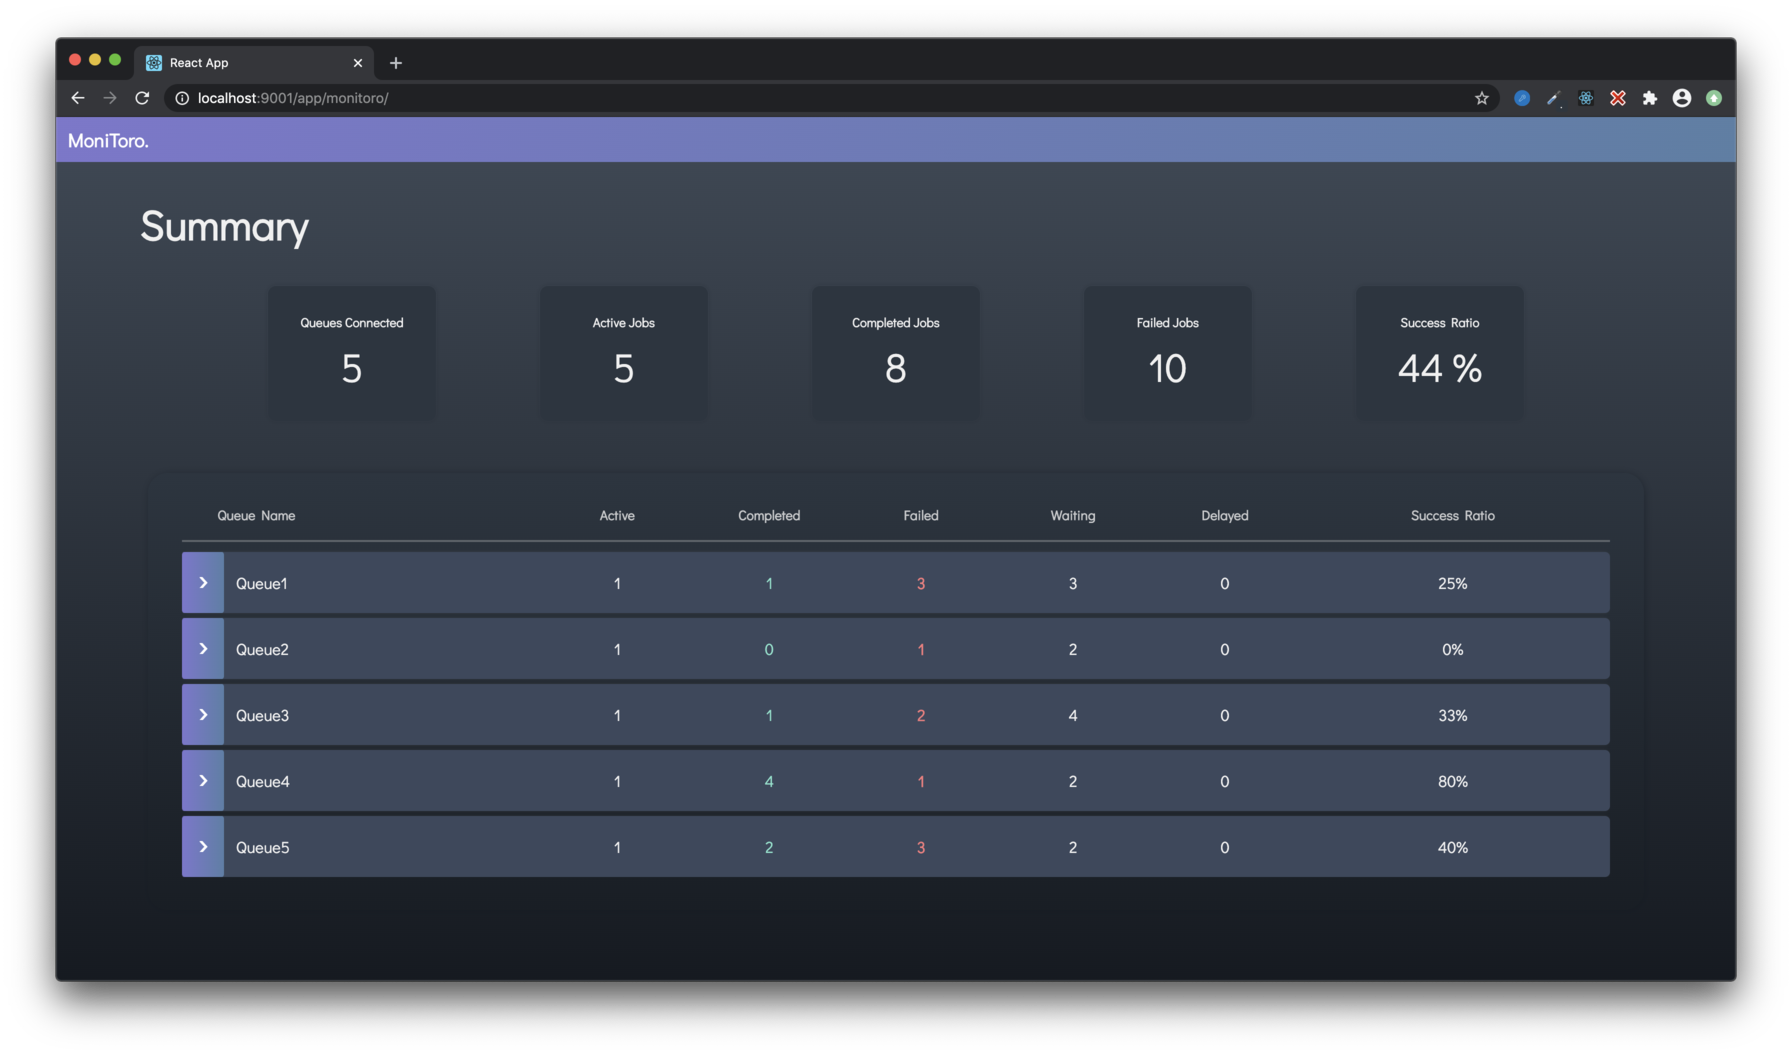 React App
localhost:9001/app/monitoro/
MoniToro.
Summary
Queues Connected Active Jobs Completed Jobs Failed Jobs Success Ratio
5 5 8 10 44 %
Queue Name Active Completed Failed Waiting Delayed Success Ratio
Queue1 1 1 3 3 0 25%
Queue2 1 0 1 2 0 0%
Queue3 1 1 2 4 0 33%
Queue4 1 4 1 2 0 80%
Queue5 1 2 3 2 0 40%